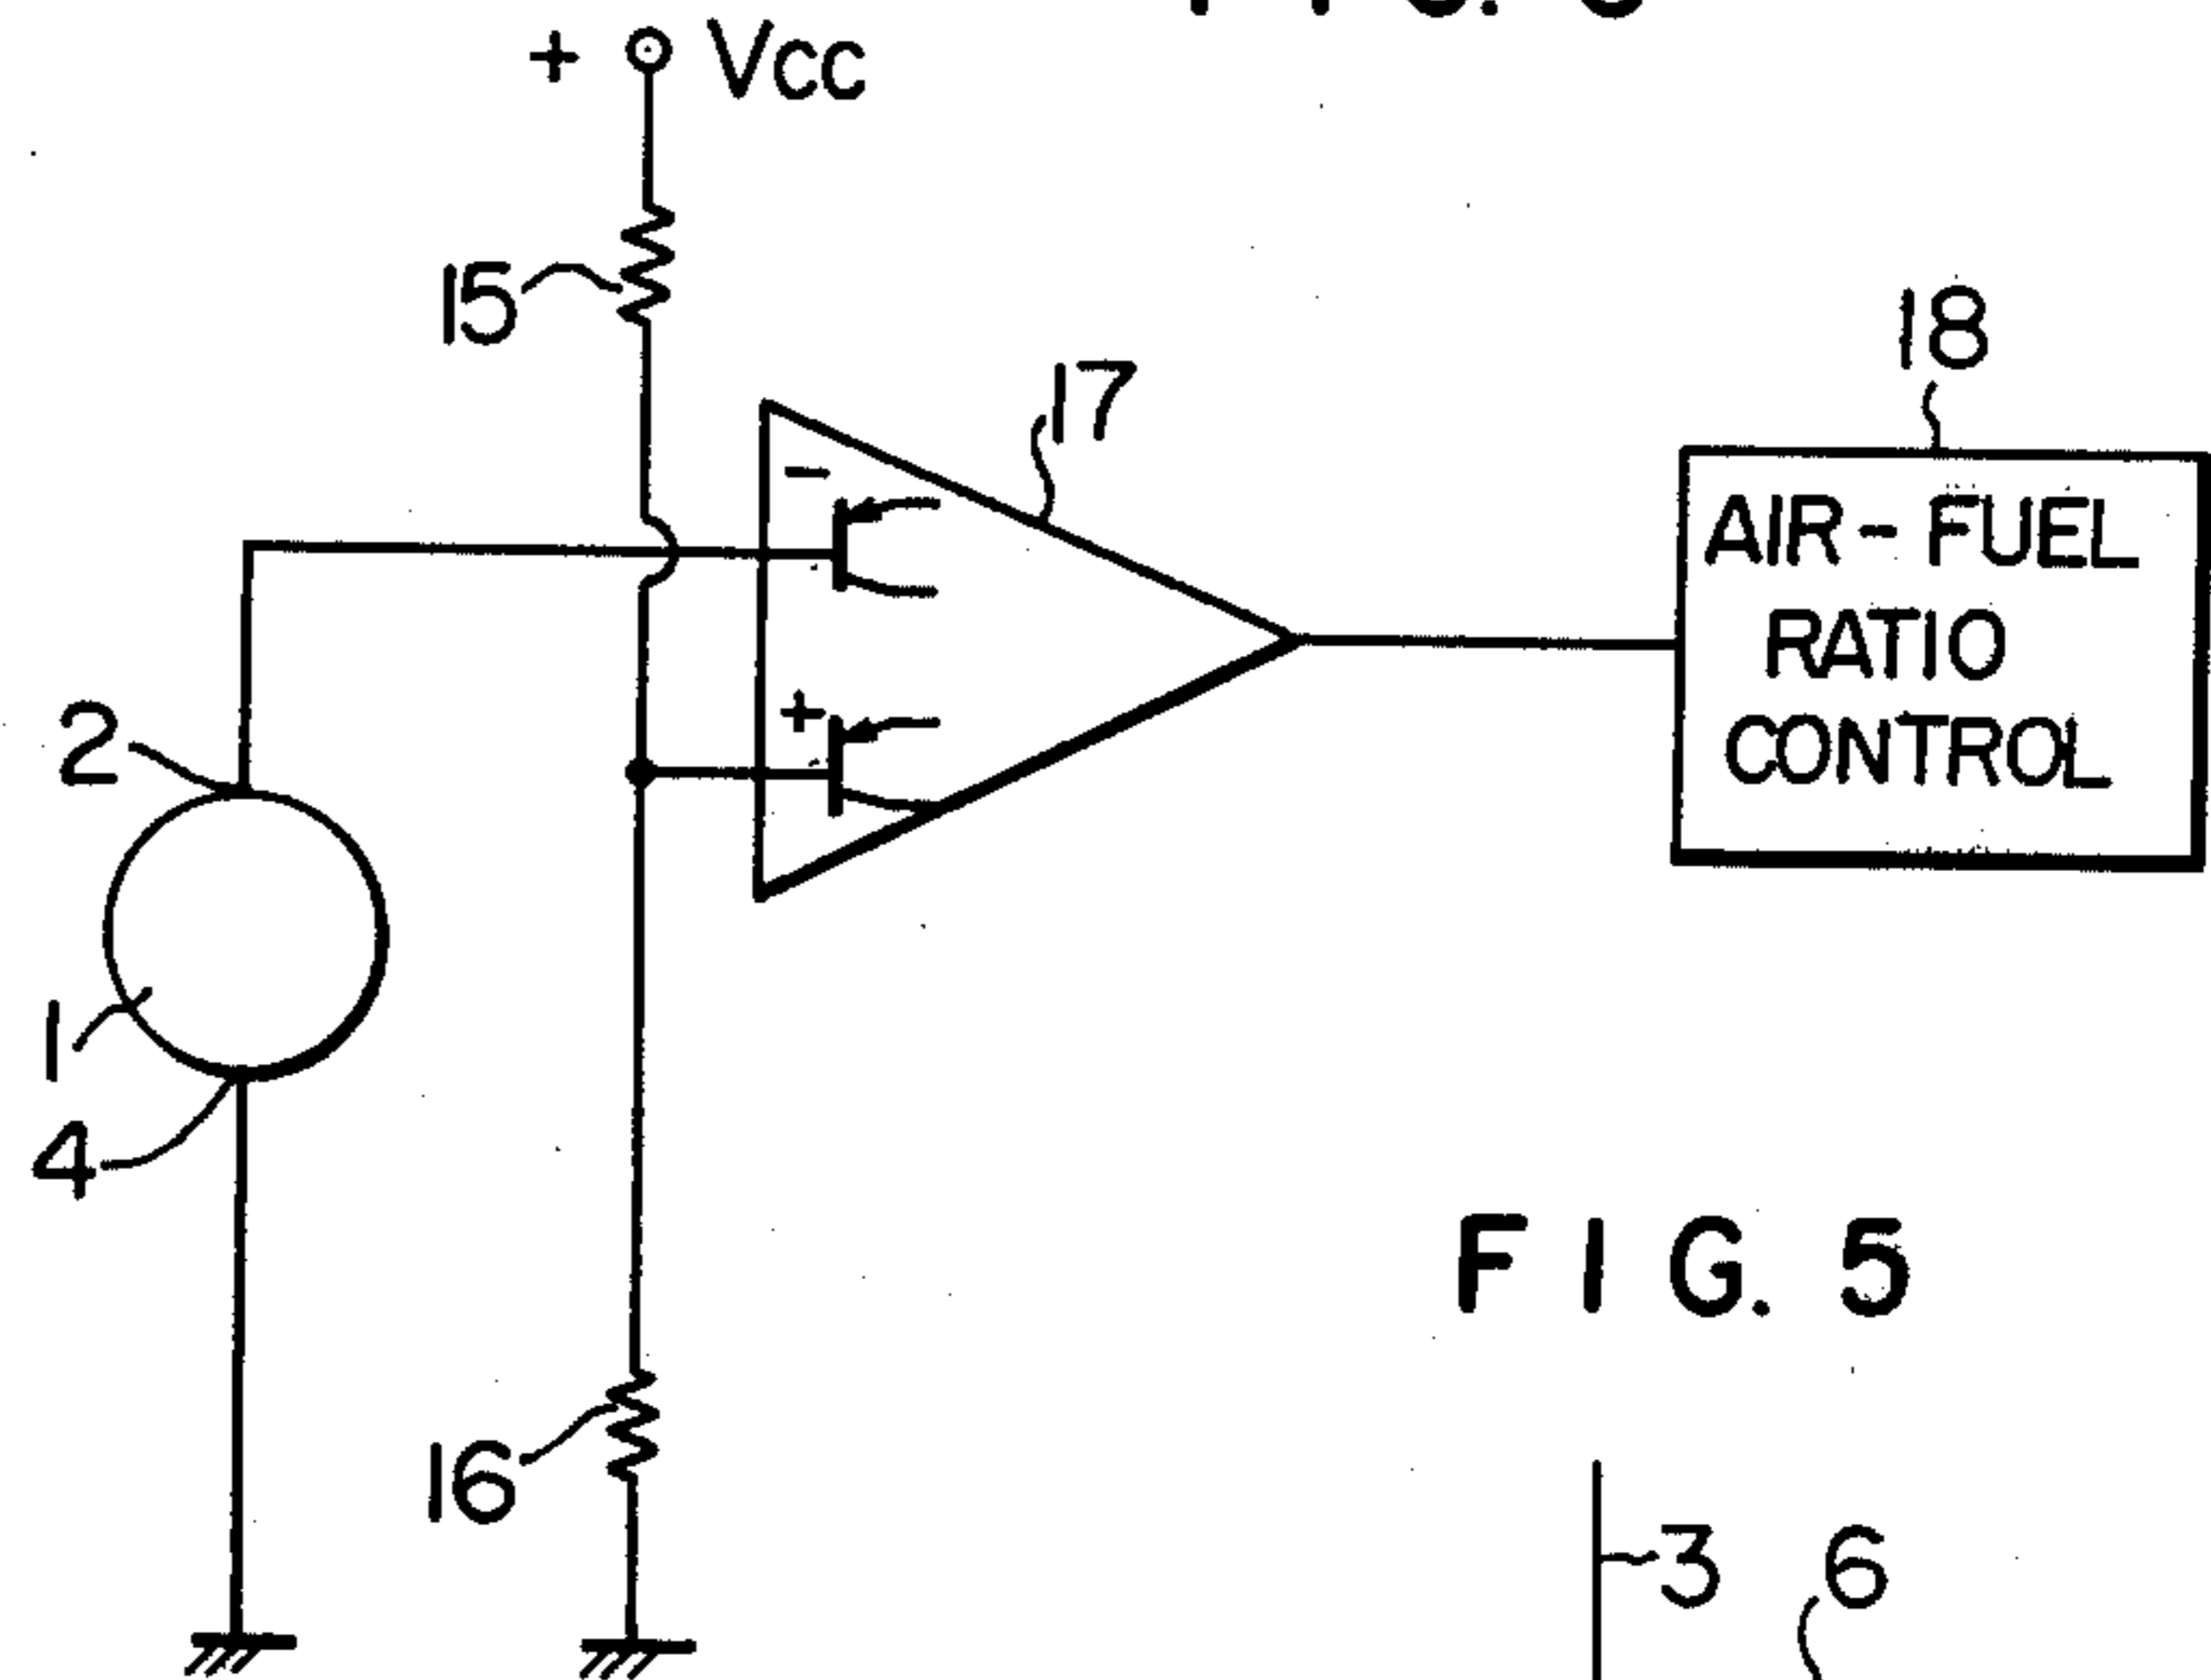 + Vcc
15
17
18
-
AIR-FUEL
RATIO
CONTROL
2
+
1
4
FIG. 5
16
3 6